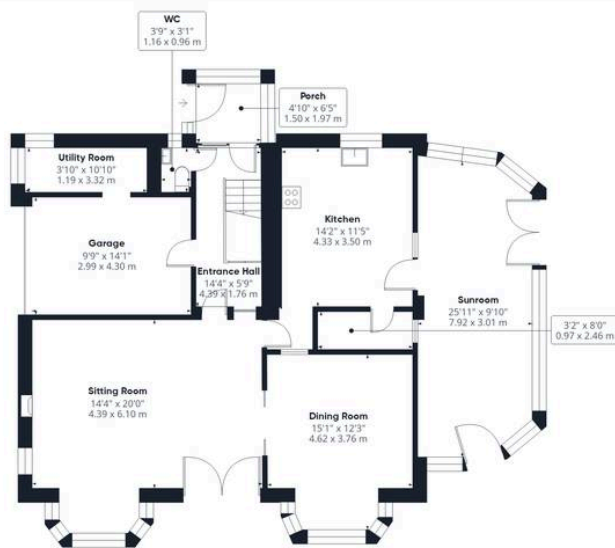 WC
3'9" x 3'1"
1.16 x 0.96 m
Porch
4'10" x 6'5"
1.50 x 1.97 m
Utility Room
3'10" x 10'10"
1.19 x 3.32 m
Kitchen
14'2" x 11'5"
4.33 x 3.50 m
Garage
9'9" x 14'1"
2.99 x 4.30 m
Entrance Hall
14'4" x 5'9"
4.39 x 1.76 m
Sunroom
25'11" x 9'10"
7.92 x 3.01 m
3'2" x 8'0"
0.97 x 2.46 m
Sitting Room
14'4" x 20'0"
4.39 x 6.10 m
Dining Room
15'1" x 12'3"
4.62 x 3.76 m